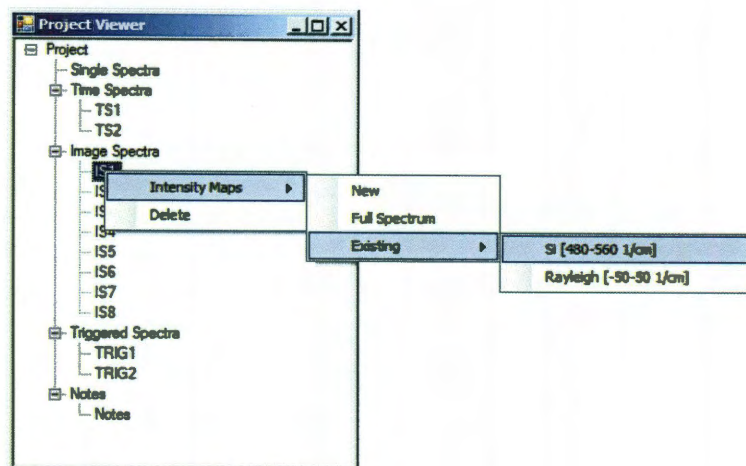 Project Viewer
Project
Single Spectra
Time Spectra
TS1
TS2
Image Spectra
IS1
Intensity Maps
New
Delete
Full Spectrum
Existing
Si [480-560 1/cm]
Rayleigh [-50-50 1/cm]
IS4
IS5
IS6
IS7
IS8
Triggered Spectra
TRIG1
TRIG2
Notes
Notes